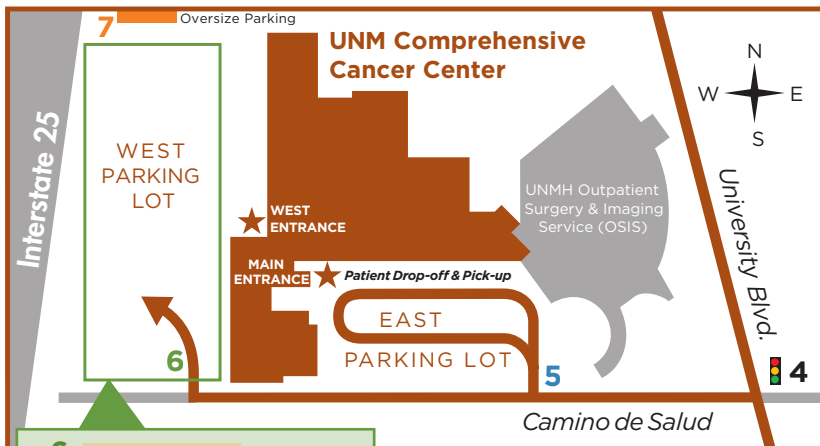 7
Oversize Parking
UNM Comprehensive
Cancer Center
N
W
E
S
Interstate 25
WEST
PARKING
LOT
UNMH Outpatient
Surgery & Imaging
Service (OSIS)
WEST
ENTRANCE
University Blvd.
MAIN
ENTRANCE
Patient Drop-off & Pick-up
EAST
PARKING LOT
6
5
4
Camino de Salud